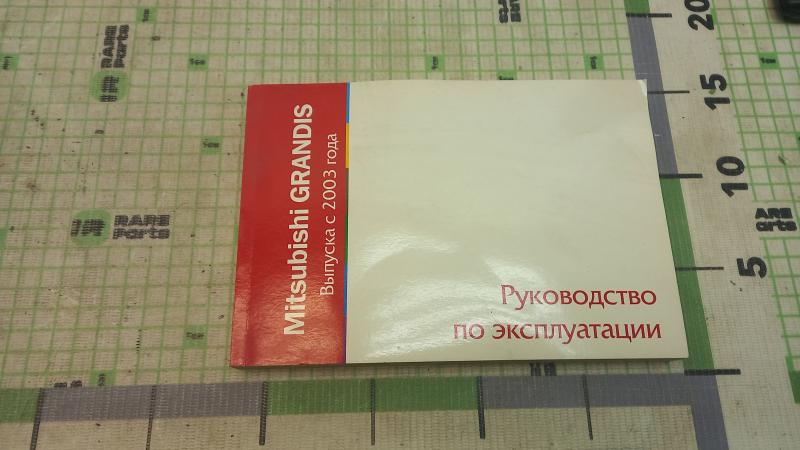 Mitsubishi GRANDIS
Выпуска с 2003 года
Руководство
по эксплуатации
RARE
Parts
RARE
Parts
20
15
10
5